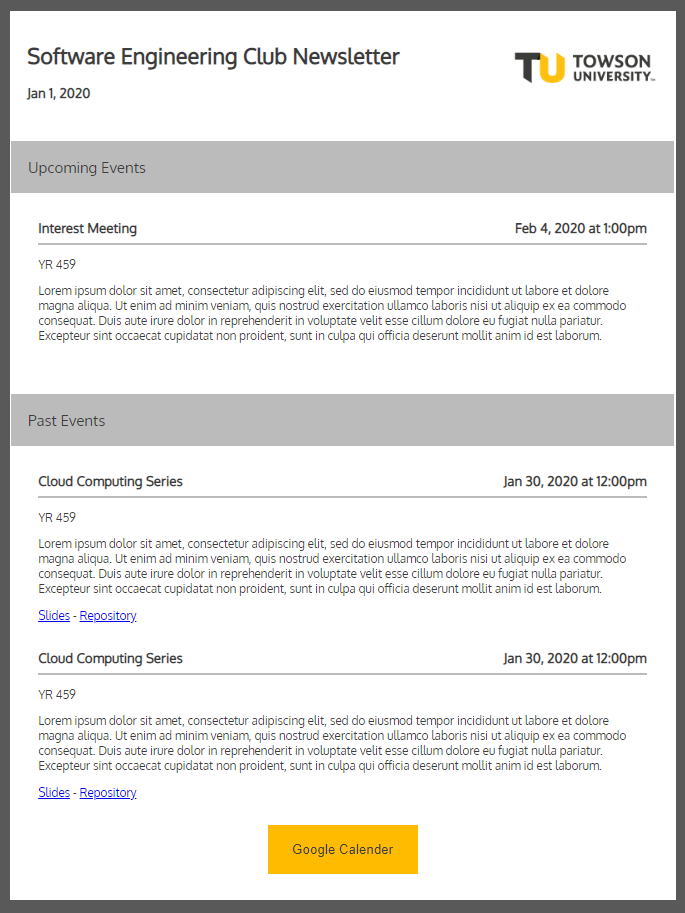 Software Engineering Club Newsletter
TU TOWSON
UNIVERSITY™
Jan 1, 2020
Upcoming Events
Interest Meeting Feb 4, 2020 at 1:00pm
YR 459
Lorem ipsum dolor sit amet, consectetur adipiscing elit, sed do eiusmod tempor incididunt ut labore et dolore
magna aliqua. Ut enim ad minim veniam, quis nostrud exercitation ullamco laboris nisi ut aliquip ex ea commodo
consequat. Duis aute irure dolor in reprehenderit in voluptate velit esse cillum dolore eu fugiat nulla pariatur.
Excepteur sint occaecat cupidatat non proident, sunt in culpa qui officia deserunt mollit anim id est laborum.
Past Events
Cloud Computing Series Jan 30, 2020 at 12:00pm
YR 459
Lorem ipsum dolor sit amet, consectetur adipiscing elit, sed do eiusmod tempor incididunt ut labore et dolore
magna aliqua. Ut enim ad minim veniam, quis nostrud exercitation ullamco laboris nisi ut aliquip ex ea commodo
consequat. Duis aute irure dolor in reprehenderit in voluptate velit esse cillum dolore eu fugiat nulla pariatur.
Excepteur sint occaecat cupidatat non proident, sunt in culpa qui officia deserunt mollit anim id est laborum.
Slides - Repository
Cloud Computing Series Jan 30, 2020 at 12:00pm
YR 459
Lorem ipsum dolor sit amet, consectetur adipiscing elit, sed do eiusmod tempor incididunt ut labore et dolore
magna aliqua. Ut enim ad minim veniam, quis nostrud exercitation ullamco laboris nisi ut aliquip ex ea commodo
consequat. Duis aute irure dolor in reprehenderit in voluptate velit esse cillum dolore eu fugiat nulla pariatur.
Excepteur sint occaecat cupidatat non proident, sunt in culpa qui officia deserunt mollit anim id est laborum.
Slides - Repository
Google Calender